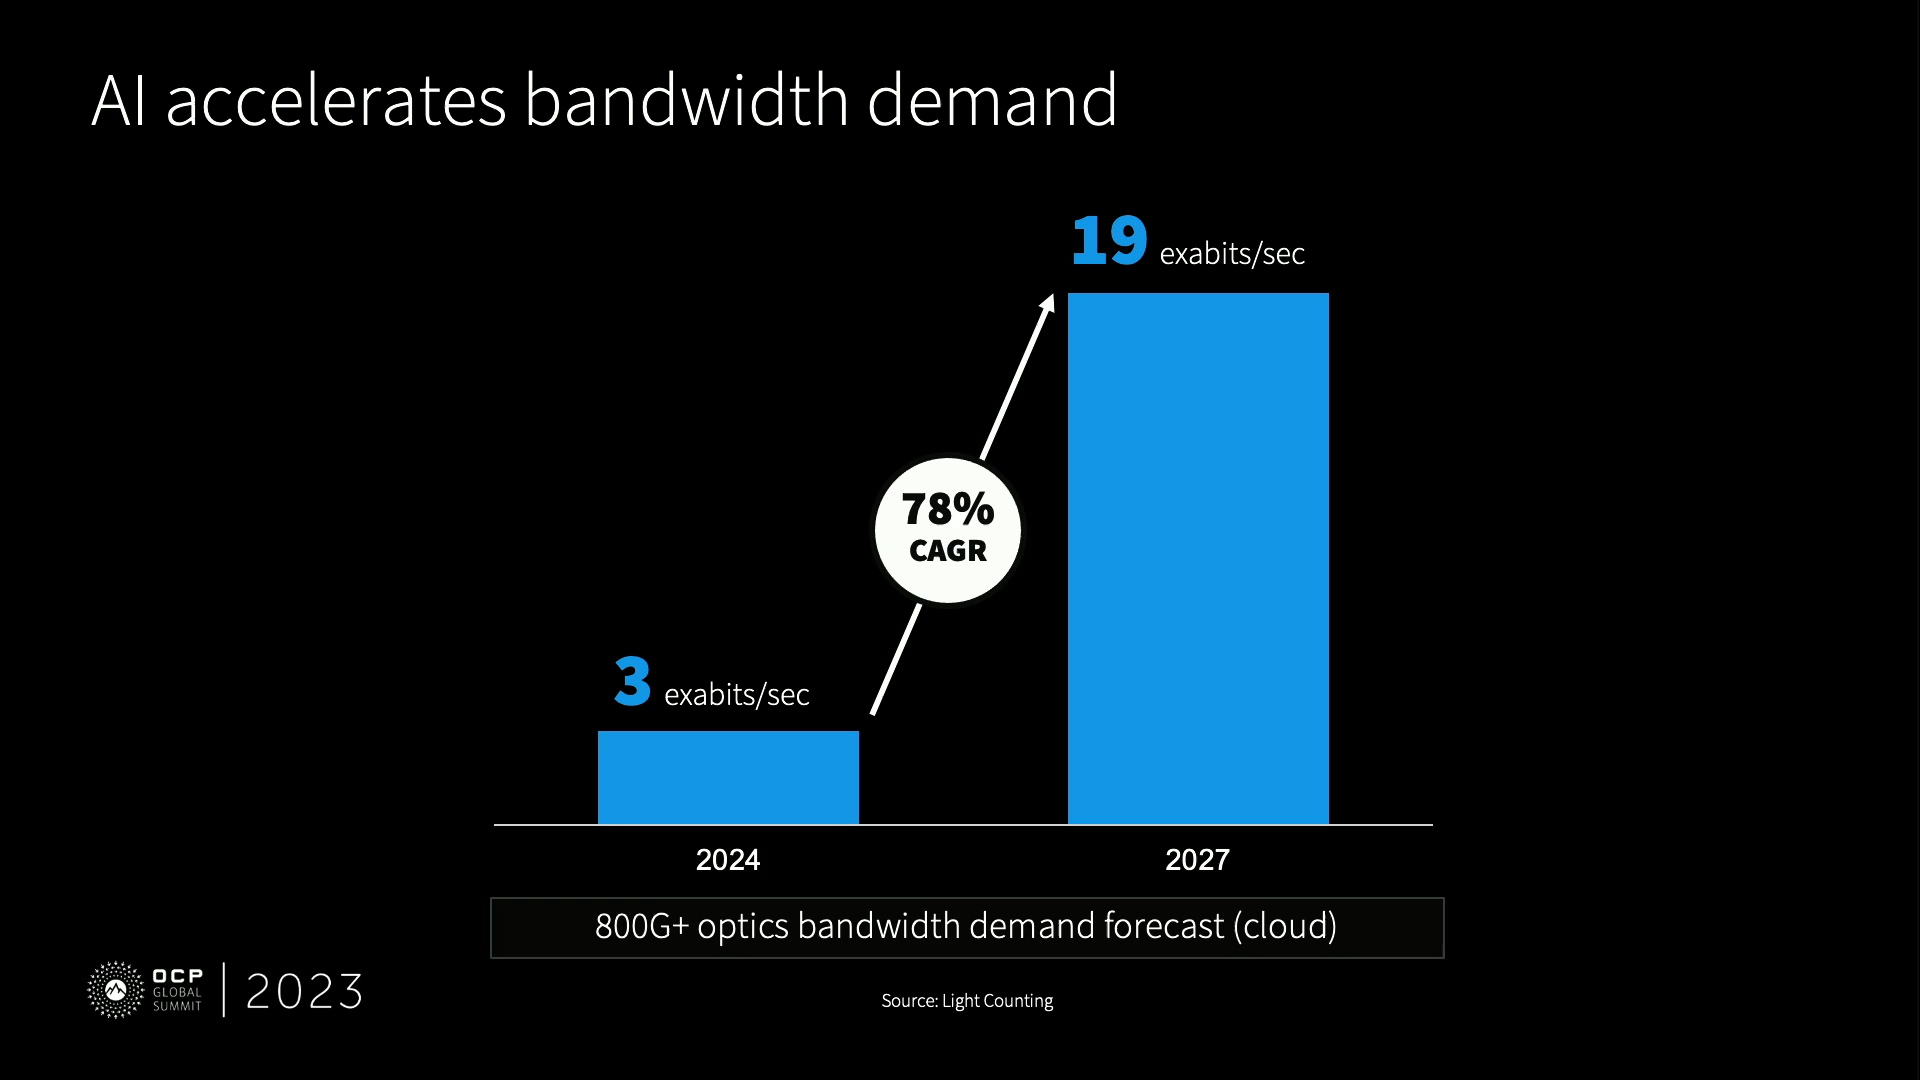 AI accelerates bandwidth demand
19 exabits/sec
78%
CAGR
3 exabits/sec
2024 2027
800G+ optics bandwidth demand forecast (cloud)
OCP
GLOBAL
SUMMIT
2023
Source: Light Counting